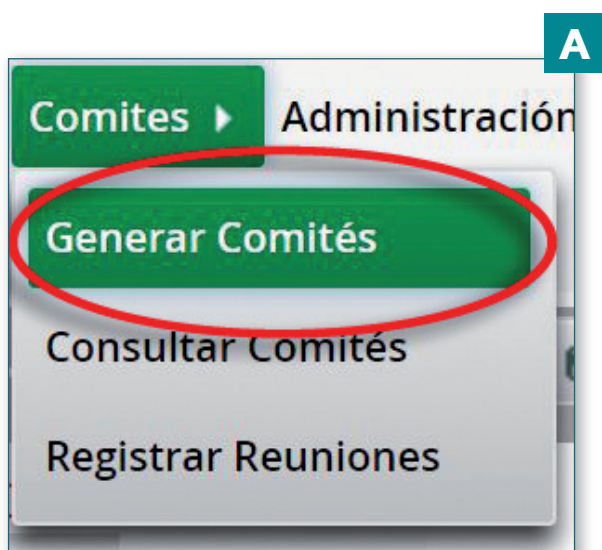 A
Comites Administración
Generar Comités
Consultar Comités
Registrar Reuniones